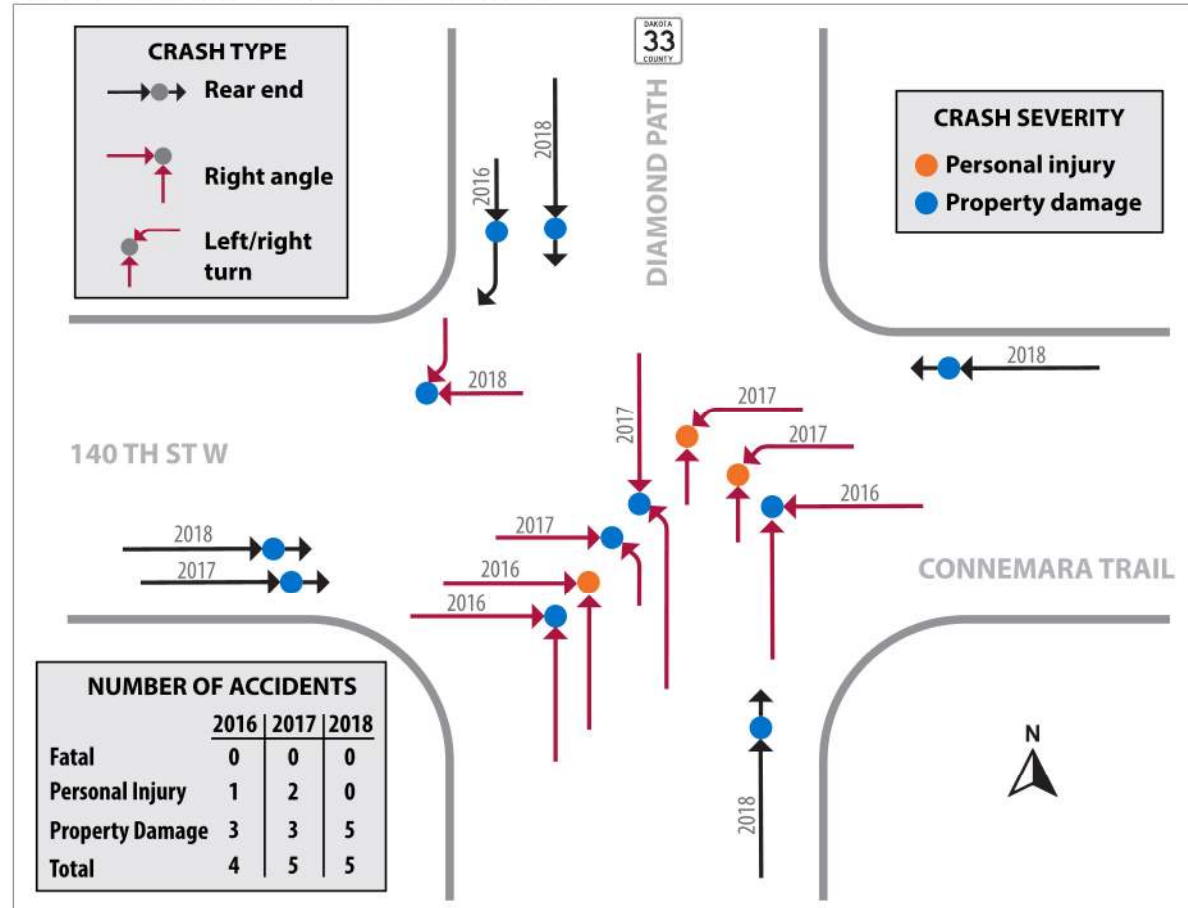 CRASH TYPE
Rear end
Right angle
Left/right
turn
DAKOTA
33
COUNTY
DIAMOND PATH
CRASH SEVERITY
Personal injury
Property damage
2016
2018
2018
2018
2017
2017
2017
2016
140 TH ST W
2018
2017
2017
2016
2016
CONNEMARA TRAIL
2018
N
NUMBER OF ACCIDENTS
2016 2017 2018
Fatal 0 0 0
Personal Injury 1 2 0
Property Damage 3 3 5
Total 4 5 5